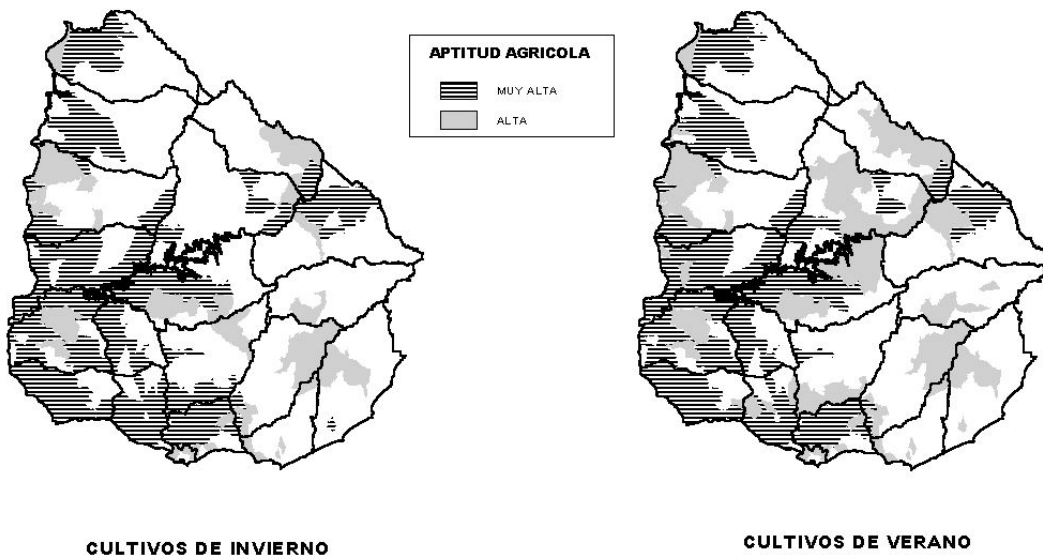 APTITUD AGRICOLA
MUY ALTA
ALTA
CULTIVOS DE INVIERNO
CULTIVOS DE VERANO